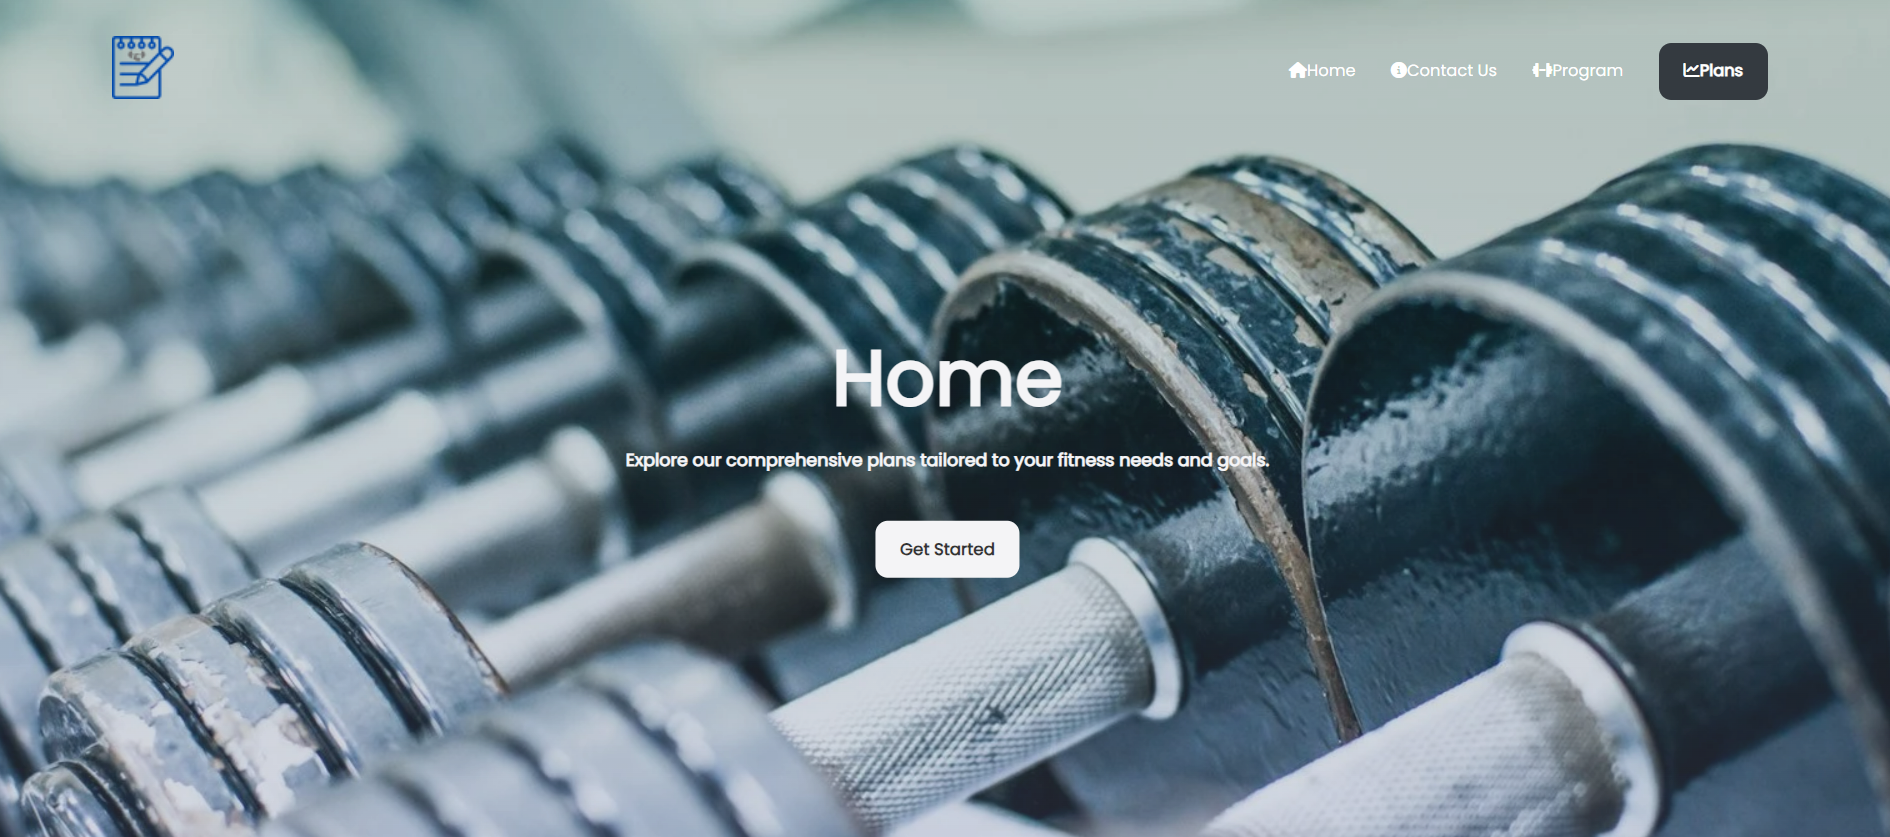 Home
Contact Us
Program
Plans
Home
Explore our comprehensive plans tailored to your fitness needs and goals.
Get Started